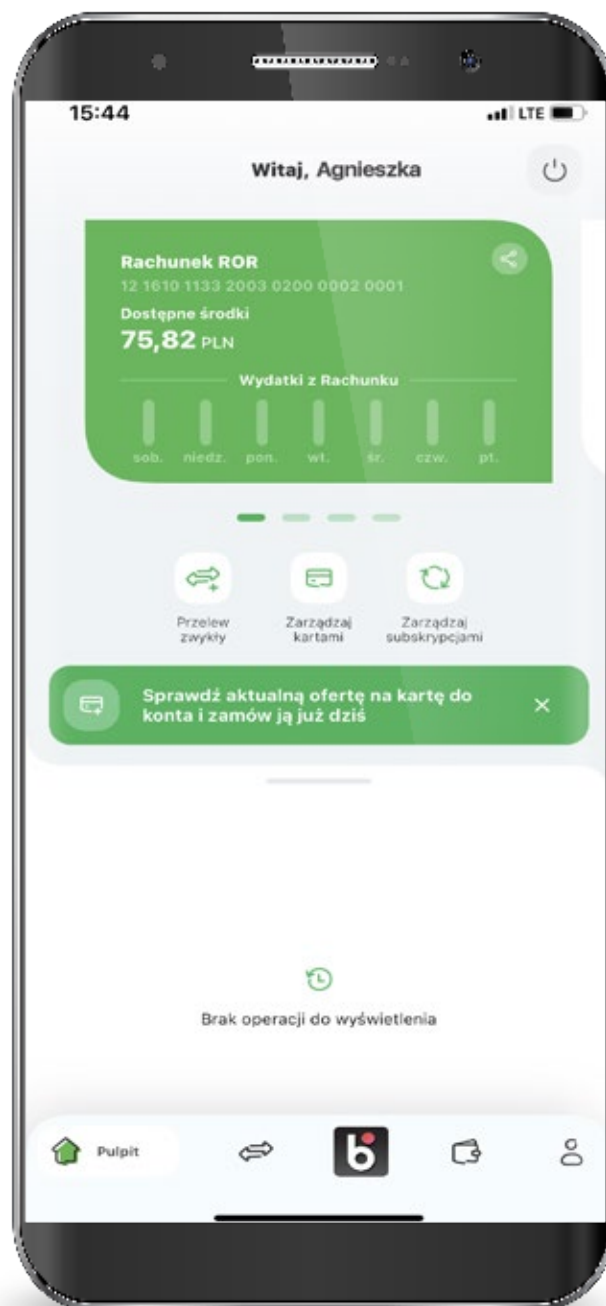 15:44
LTE
Witaj, Agnieszka
Rachunek ROR
12 1610 1133 2003 0200 0002 0001
Dostępne środki
75,82 PLN
Wydatki z Rachunku
sob. niedz. pon. wt. śr. czw. pt.
Przelew zwykły
Zarządzaj kartami
Zarządzaj subskrypcjami
Sprawdź aktualną ofertę na kartę do
konta i zamów ją już dziś
Brak operacji do wyświetlenia
Pulpit
b